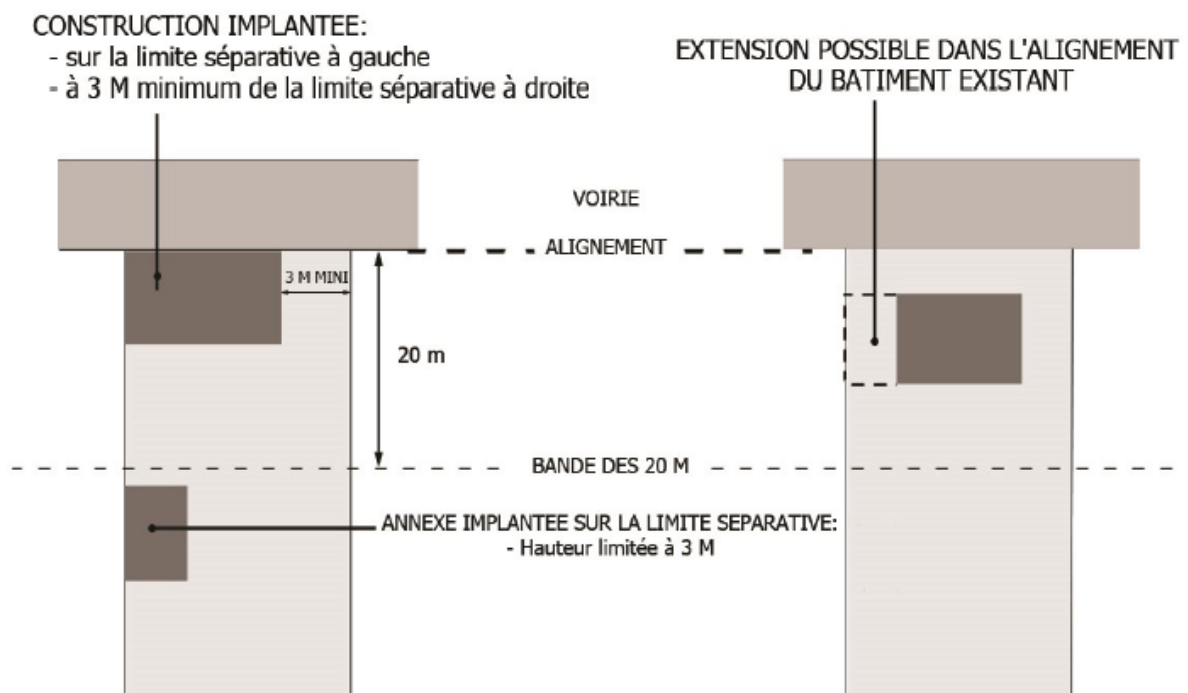 CONSTRUCTION IMPLANTEE:
- sur la limite séparative à gauche
- à 3 M minimum de la limite séparative à droite
EXTENSION POSSIBLE DANS L'ALIGNEMENT
DU BATIMENT EXISTANT
VOIRIE
ALIGNEMENT
3 M MINI
20 m
BANDE DES 20 M
ANNEXE IMPLANTEE SUR LA LIMITE SEPARATIVE:
- Hauteur limitée à 3 M